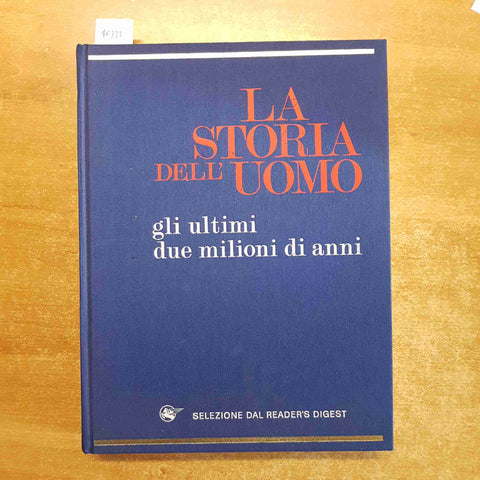 LA
STORIA
DELL'UOMO
gli ultimi
due milioni di anni
SELEZIONE DAL READER'S DIGEST